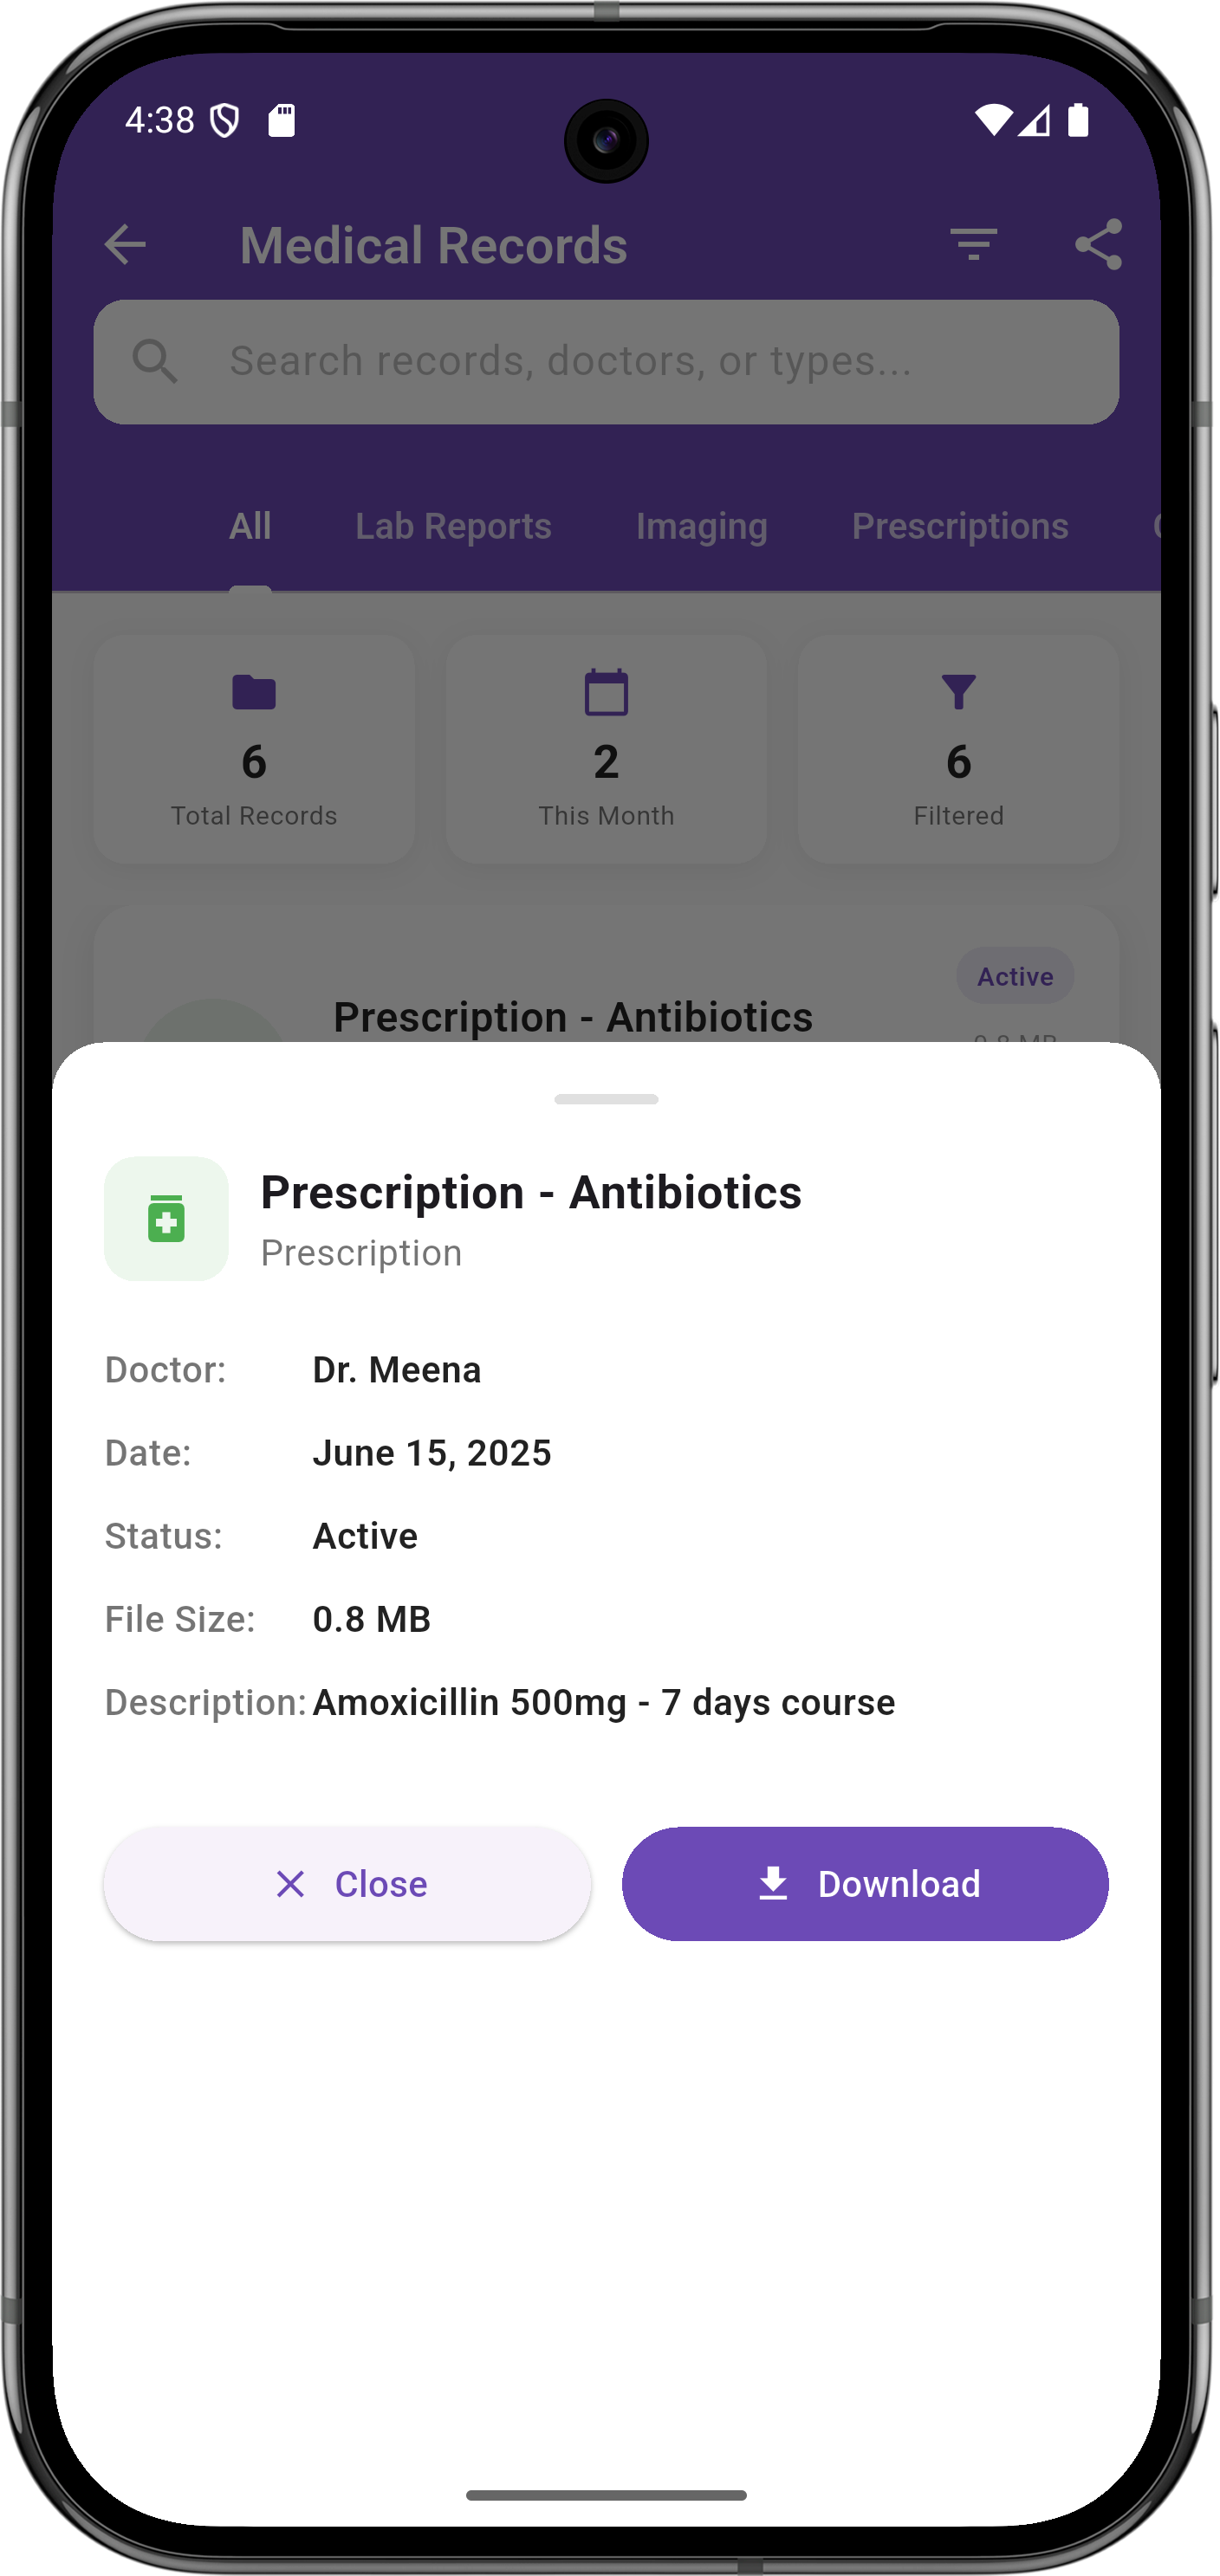 4:38
Medical Records
Search records, doctors, or types...
All Lab Reports Imaging Prescriptions
6 2 6
Total Records This Month Filtered
Active
Prescription - Antibiotics
Prescription - Antibiotics
Prescription
Doctor: Dr. Meena
Date: June 15, 2025
Status: Active
File Size: 0.8 MB
Description: Amoxicillin 500mg - 7 days course
Close Download